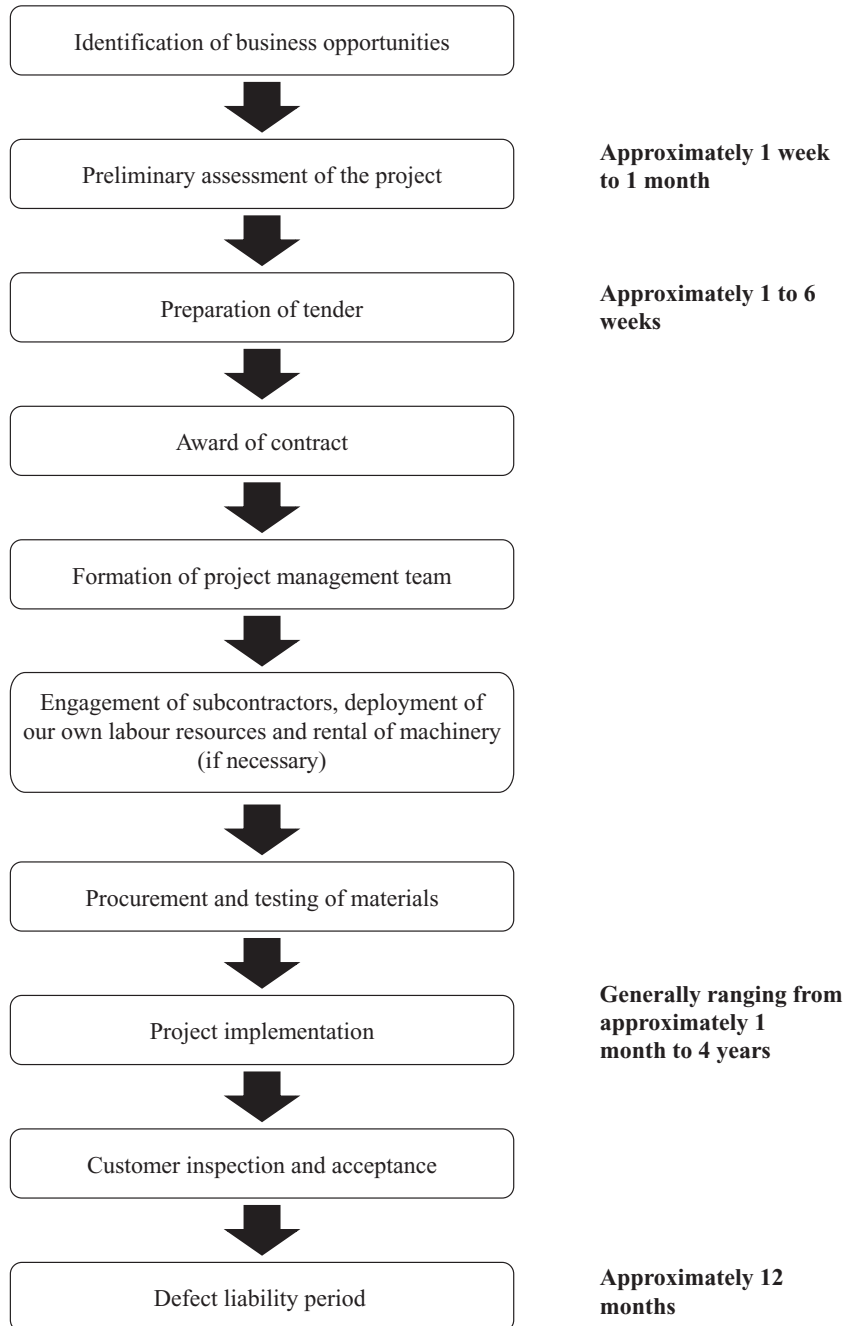 Identification of business opportunities
Preliminary assessment of the project
Approximately 1 week
to 1 month
Preparation of tender
Approximately 1 to 6
weeks
Award of contract
Formation of project management team
Engagement of subcontractors, deployment of
our own labour resources and rental of machinery
(if necessary)
Procurement and testing of materials
Project implementation
Generally ranging from
approximately 1
month to 4 years
Customer inspection and acceptance
Defect liability period
Approximately 12
months